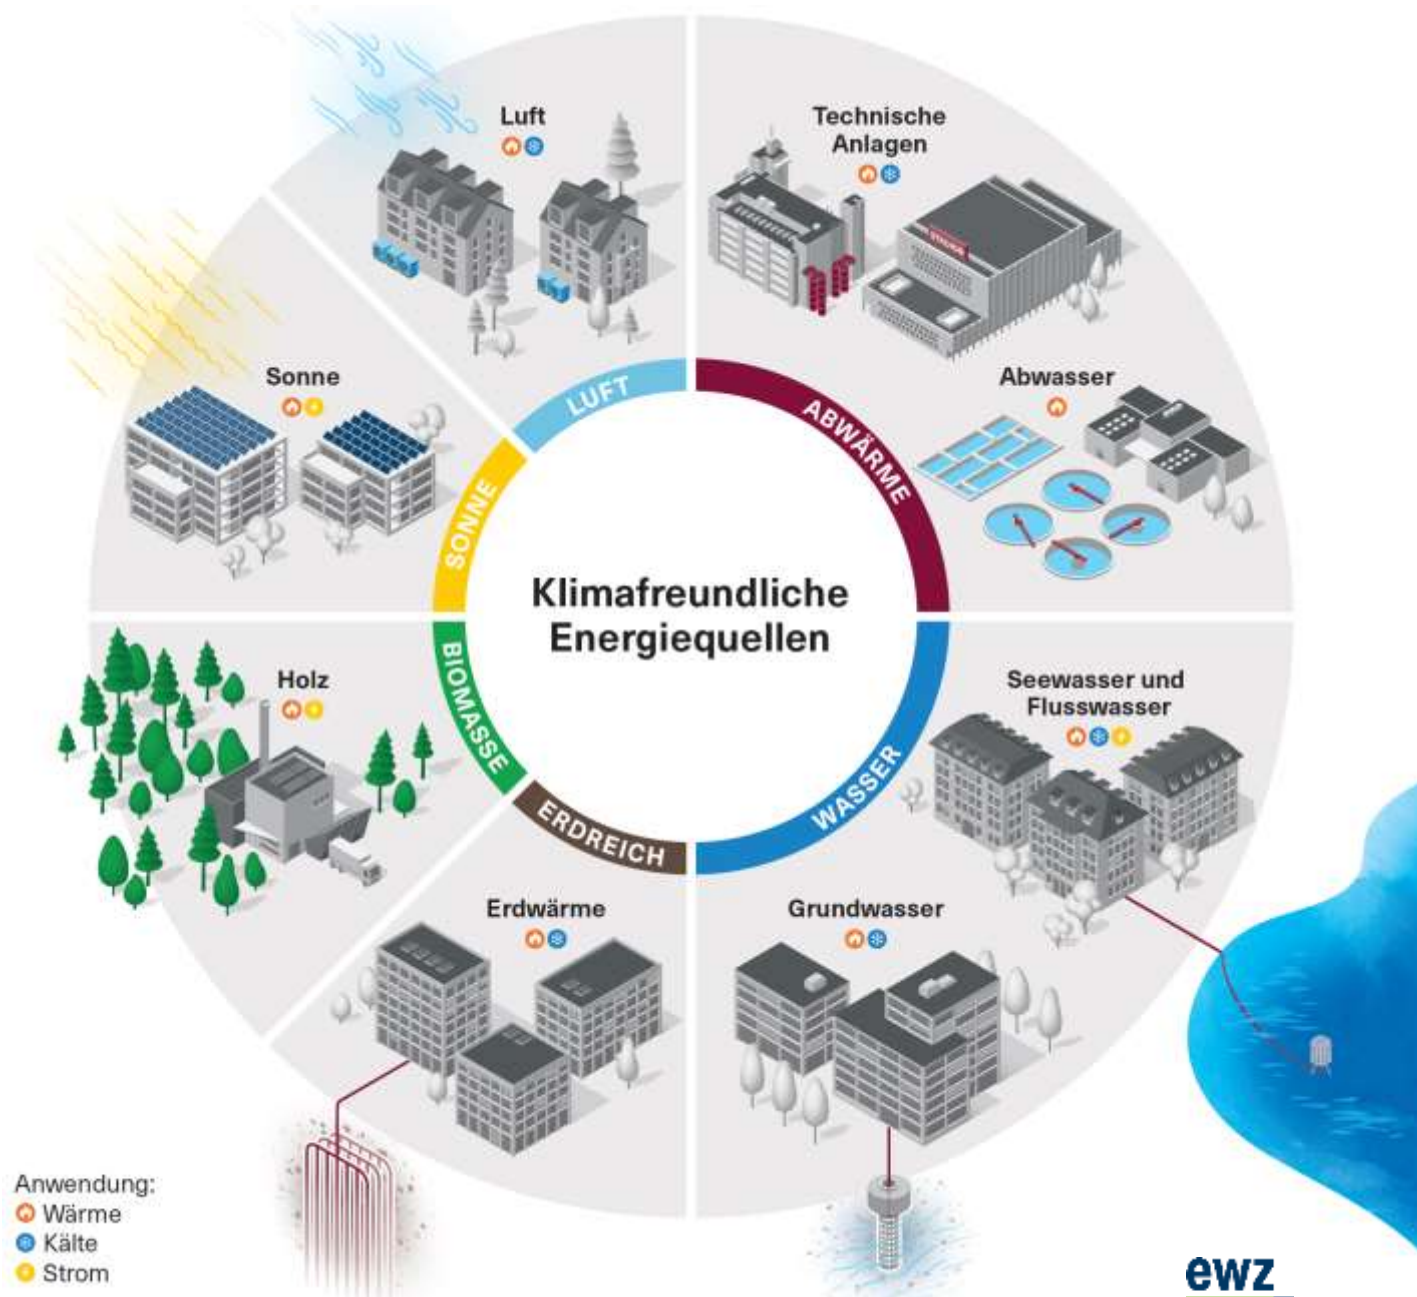 Luft
Technische
Anlagen
Sonne
Abwasser
LUFT
ABWÄRME
SONNE
Klimafreundliche
Energiequellen
BIOMASSE
Holz
Seewasser und
Flusswasser
WASSER
ERDREICH
Erdwärme
Grundwasser
Anwendung:
Wärme
Kälte
Strom
ewz